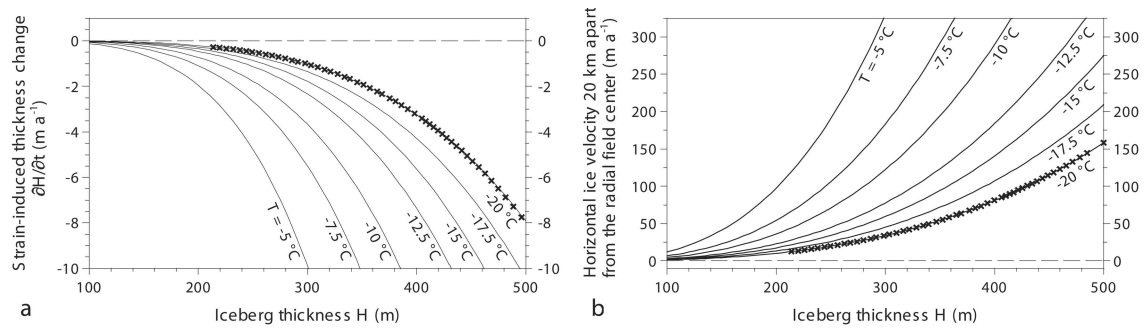 0
-2
-4
-6
-8
-10
0
-2
-4
-6
-8
-10
Strain-induced thickness change
∂H/∂t (m a⁻¹)
T = -5 °C
-7.5 °C
-10 °C
-12.5 °C
-15 °C
-17.5 °C
-20 °C
100
200
300
400
500
Iceberg thickness H (m)
a
300
250
200
150
100
50
0
300
250
200
150
100
50
0
Horizontal ice velocity 20 km apart
from the radial field center (m a⁻¹)
T = -5 °C
-7.5 °C
-10 °C
-12.5 °C
-15 °C
-17.5 °C
-20 °C
100
200
300
400
500
Iceberg thickness H (m)
b